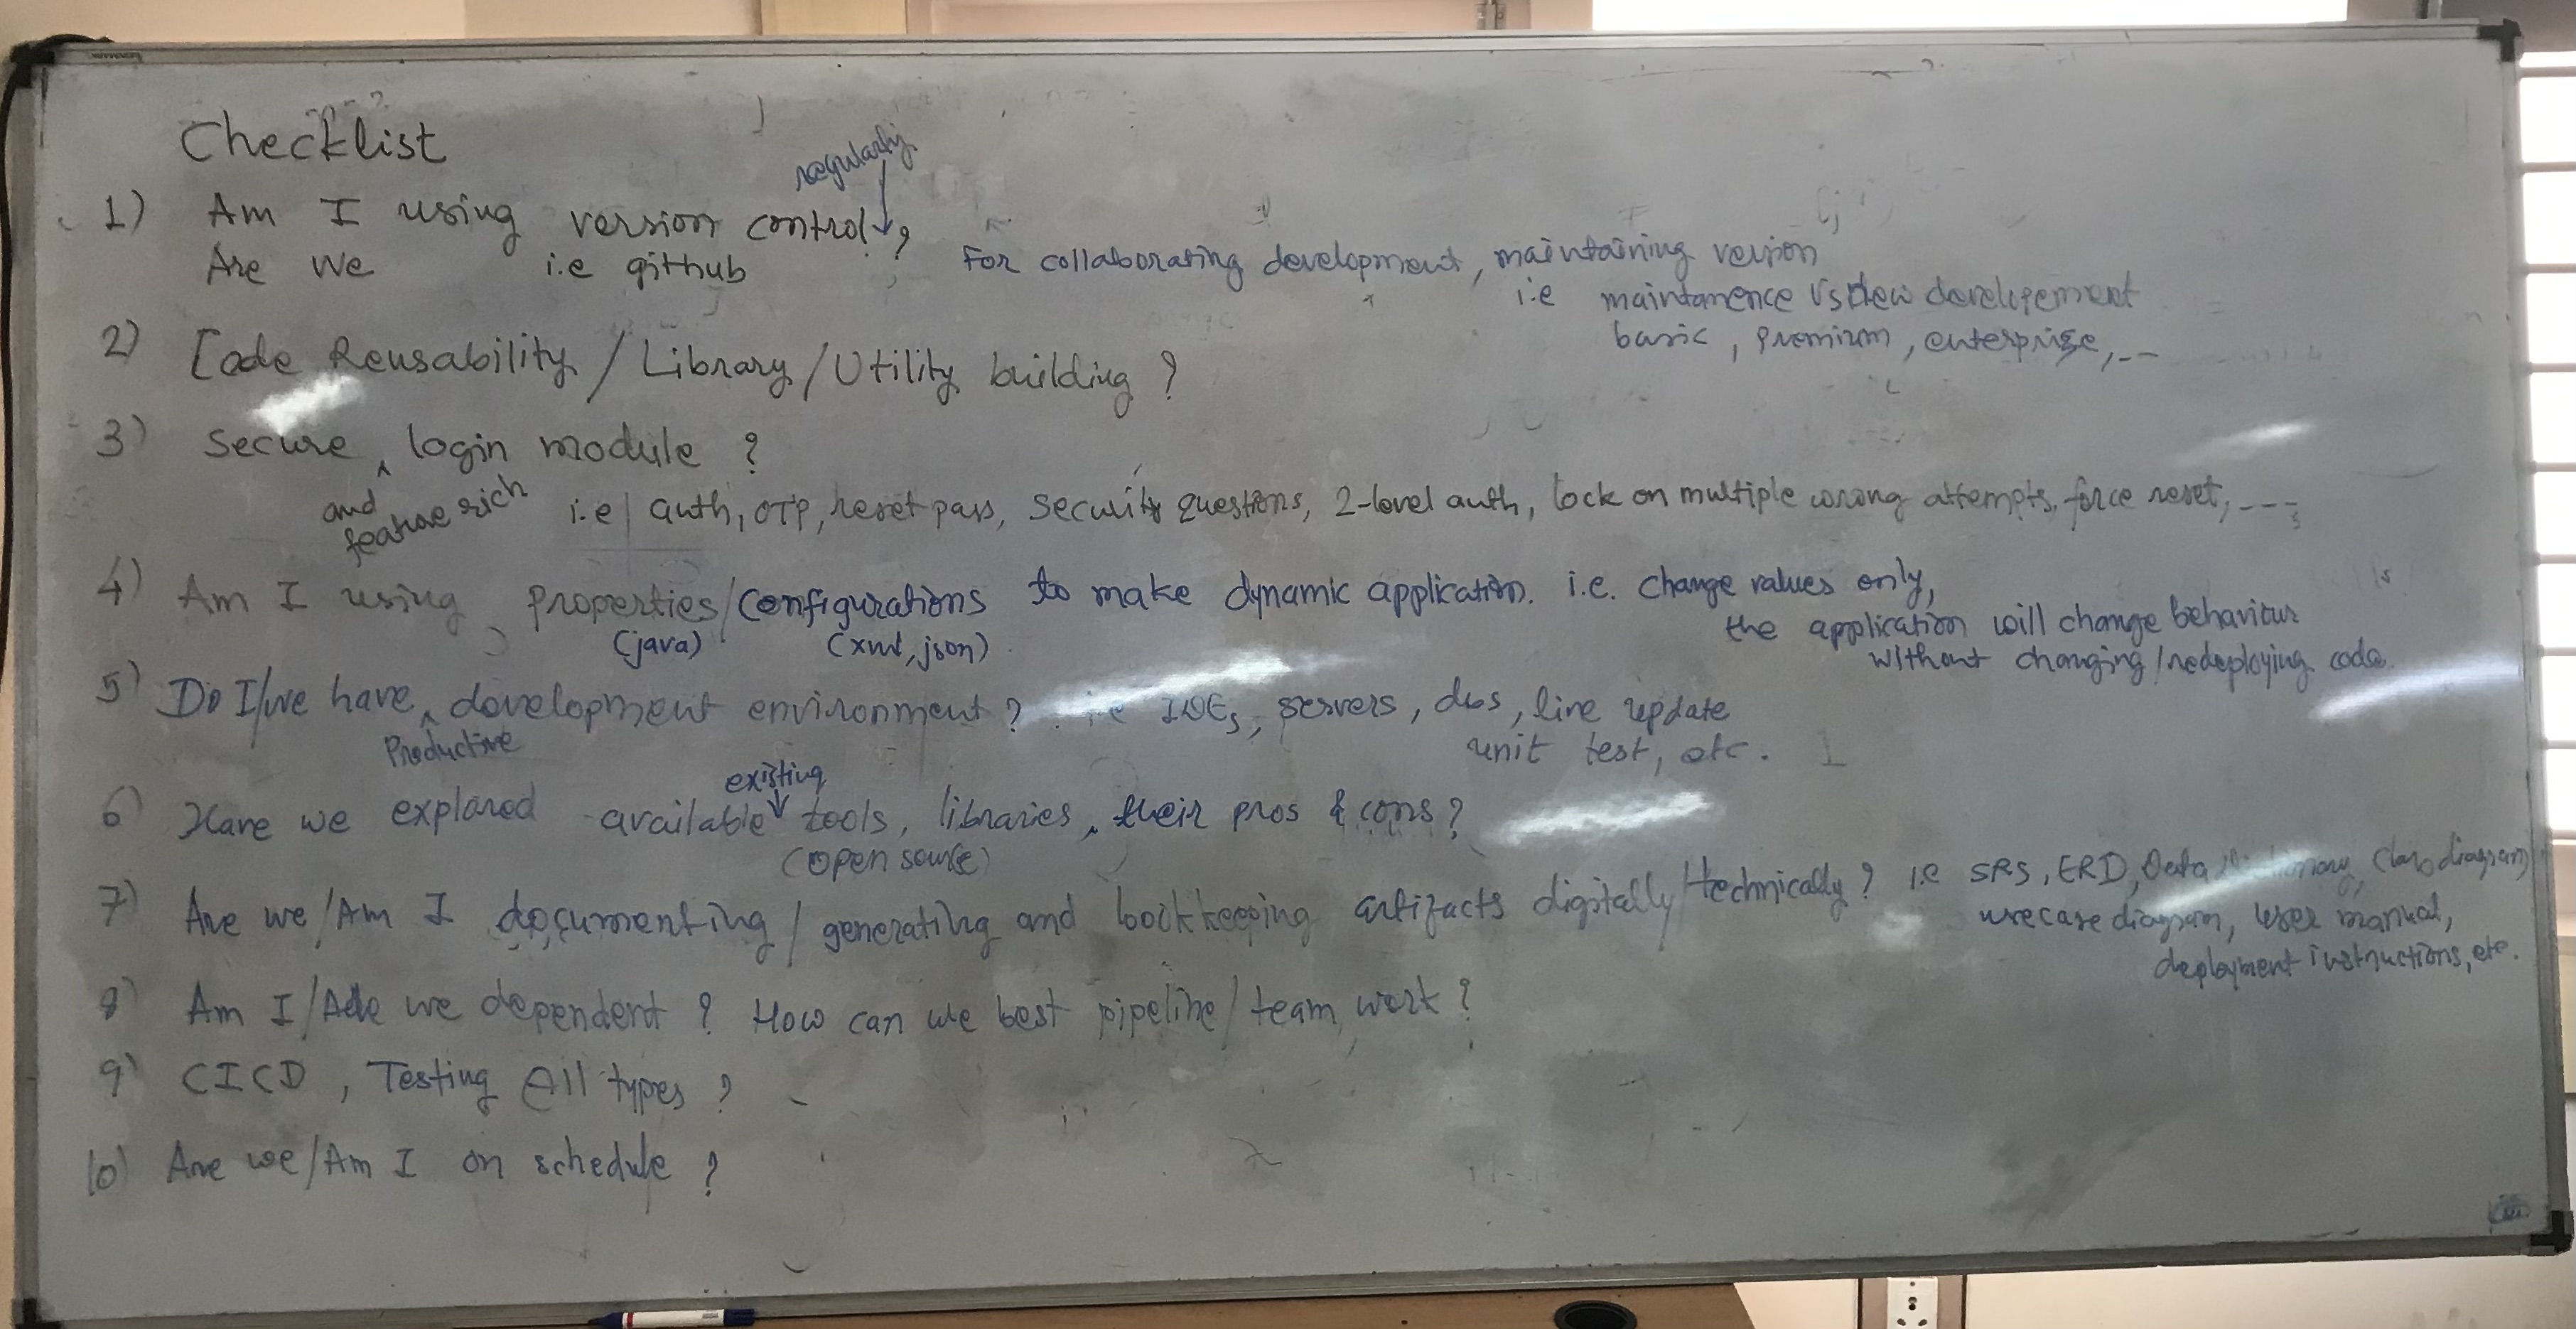 Checklist
regularly
1) Am I using version control ?
Are we i.e github For collaborating development, maintaining version
i.e maintamence vs New developement
basic, premium, enterprise, ---
2) Code Reusability / Library / Utility building ?
3) Secure login module ?
and feature rich i.e auth, OTP, reset pass, security questions, 2-level auth, lock on multiple wrong attempts, force reset, ---
4) Am I using properties/configurations to make dynamic application. i.e. change values only,
(java) (xml, json) the application will change behaviour
without changing/redeploying code
5) Do I/we have development environment ? i.e IDEs, servers, dbs, live update
Productive unit test, etc.
existing
6) Have we explored available tools, libraries, their pros & cons?
(open source)
7) Are we/Am I documenting/generating and bookkeeping artifacts digitally/technically? i.e SRS, ERD, Data Dictionary, class diagram,
usecase diagram, user manual,
deployment instructions, etc.
8) Am I/Are we dependent ? How can we best pipeline/team work ?
9) CICD, Testing All types ?
10) Are we/Am I on schedule ?